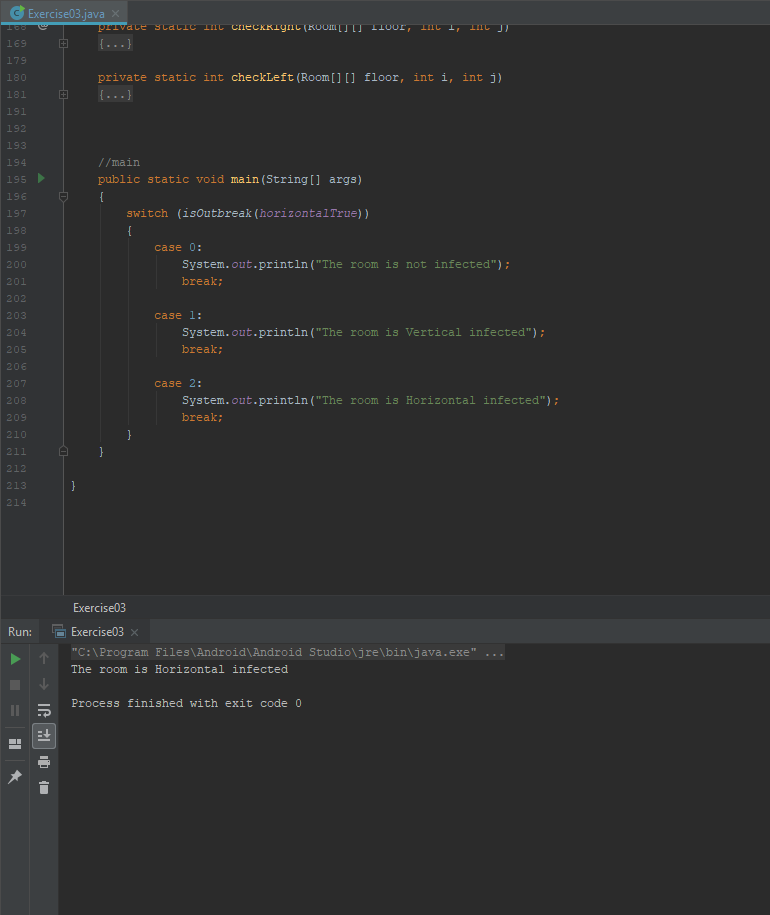 Exercise03.java
168 @ private static int checkRight(Room[][] floor, int i, int j)
169 {...}
179
180 private static int checkLeft(Room[][] floor, int i, int j)
181 {...}
191
192
193
194 //main
195 public static void main(String[] args)
196 {
197 switch (isOutbreak(horizontalTrue))
198 {
199 case 0:
200 System.out.println("The room is not infected");
201 break;
202
203 case 1:
204 System.out.println("The room is Vertical infected");
205 break;
206
207 case 2:
208 System.out.println("The room is Horizontal infected");
209 break;
210 }
211 }
212
213 }
214
Exercise03
Run: Exercise03
"C:\Program Files\Android\Android Studio\jre\bin\java.exe" ...
The room is Horizontal infected
Process finished with exit code 0